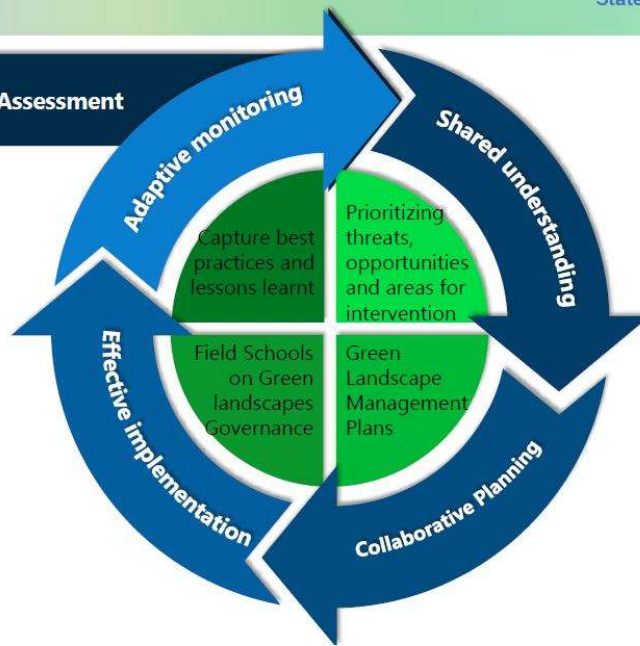 State
Assessment
Adaptive monitoring
Shared understanding
Capture best
practices and
lessons learnt
Prioritizing
threats,
opportunities
and areas for
intervention
Field Schools
on Green
landscapes
Governance
Green
Landscape
Management
Plans
Effective implementation
Collaborative Planning